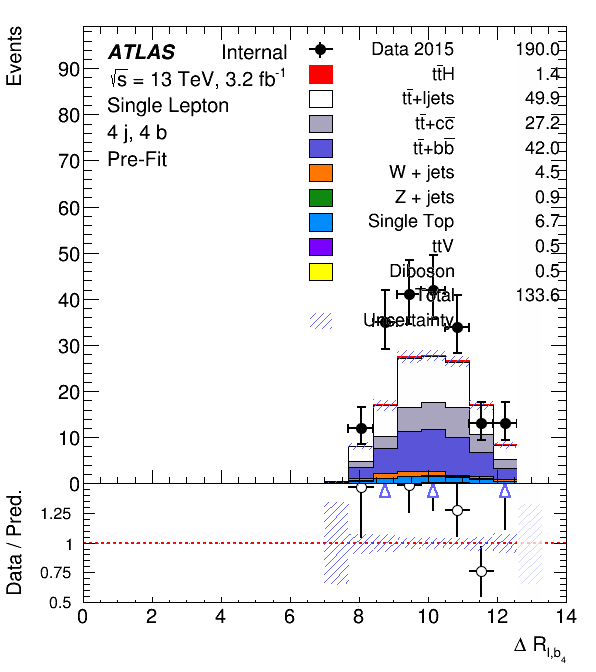 Events
ATLAS Internal
√s = 13 TeV, 3.2 fb⁻¹
Single Lepton
4 j, 4 b
Pre-Fit
Data 2015 190.0
tt̄H 1.4
tt̄+ljets 49.9
tt̄+cc̄ 27.2
tt̄+bb̄ 42.0
W + jets 4.5
Z + jets 0.9
Single Top 6.7
ttV 0.5
Diboson 0.5
Total 133.6
Uncertainty
90
80
70
60
50
40
30
20
10
0
Data / Pred.
1.25
1
0.75
0.5
0 2 4 6 8 10 12 14
Δ R l,b4